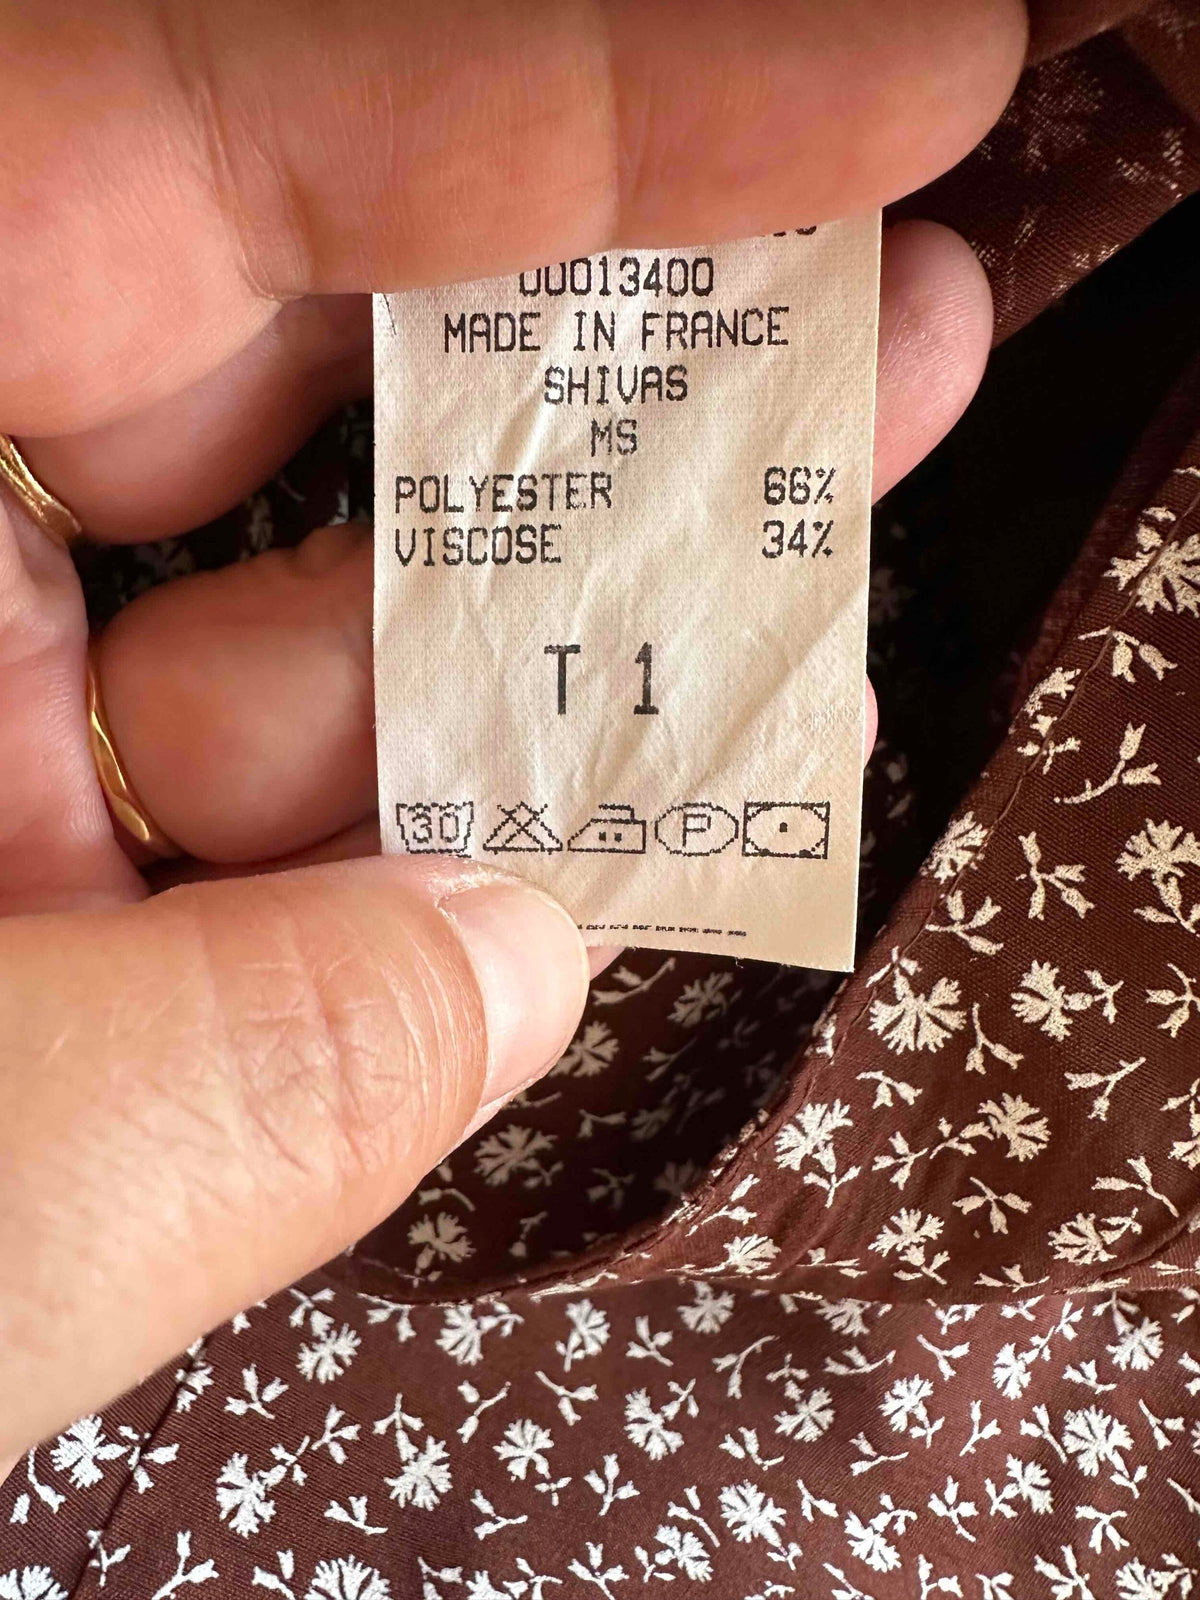 00013400
MADE IN FRANCE
SHIVAS
MS
POLYESTER 66%
VISCOSE 34%
T 1
30 P